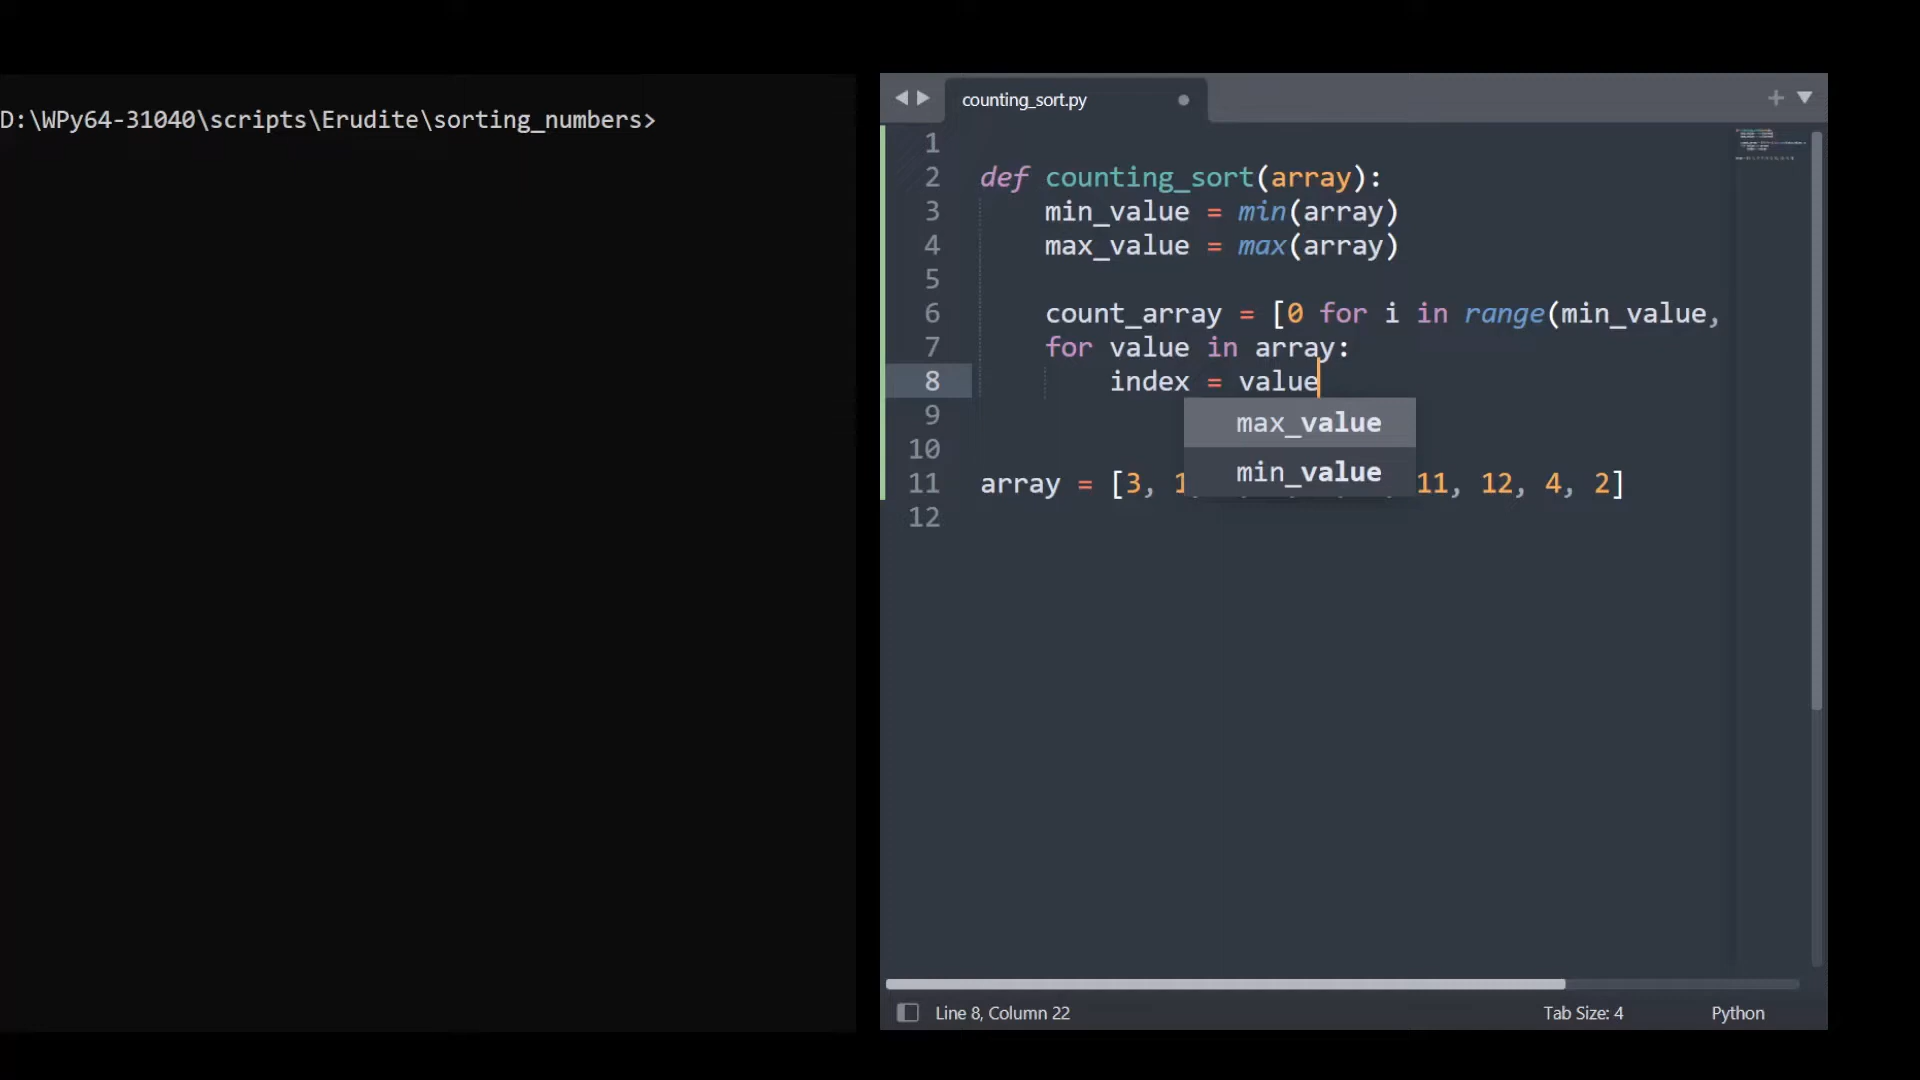 D:\WPy64-31040\scripts\Erudite\sorting_numbers>
counting_sort.py
1
2 def counting_sort(array):
3 min_value = min(array)
4 max_value = max(array)
5
6 count_array = [0 for i in range(min_value,
7 for value in array:
8 index = value
9
max_value
10
min_value
11 array = [3, 11, 12, 4, 2]
12
Line 8, Column 22
Tab Size: 4
Python